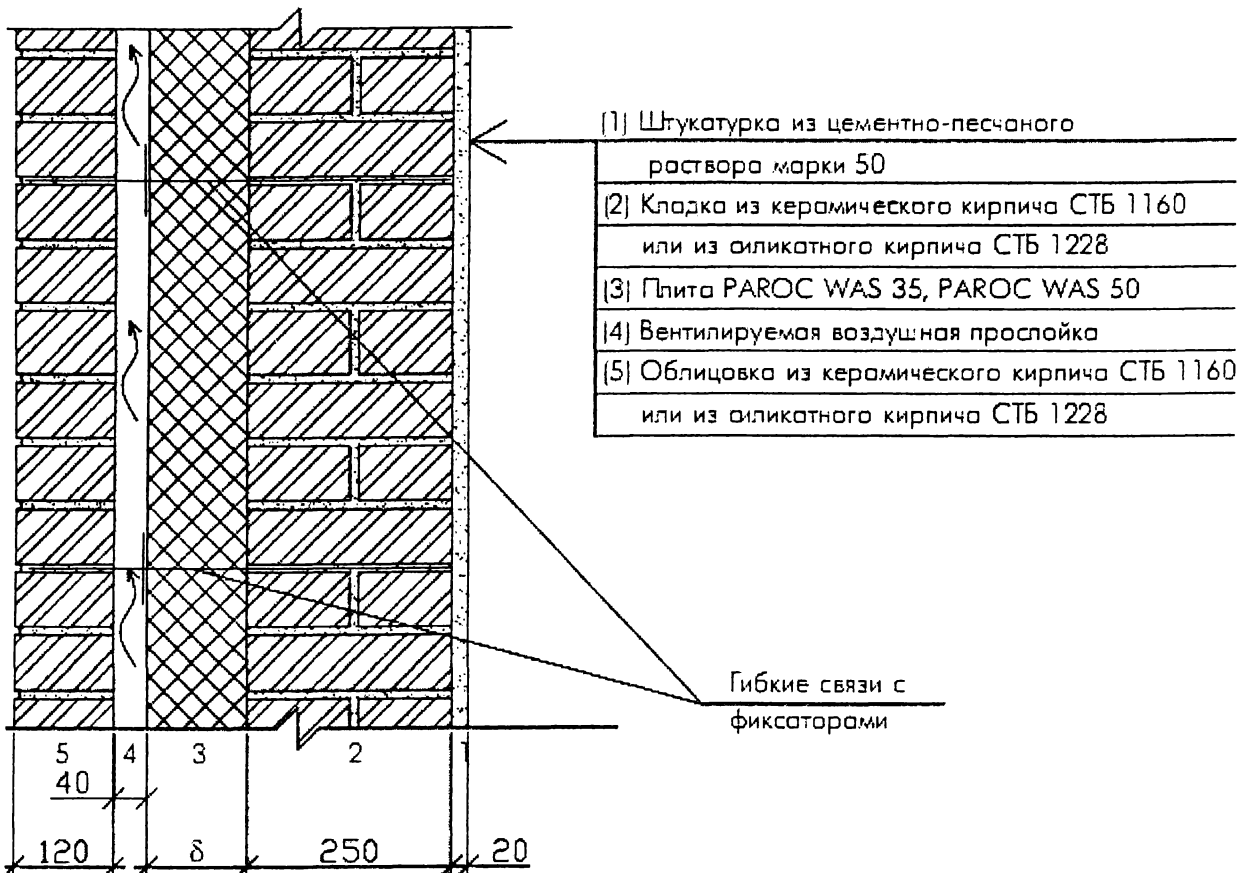 (1) Штукатурка из цементно-песчаного
раствора марки 50
(2) Кладка из керамического кирпича СТБ 1160
или из силикатного кирпича СТБ 1228
(3) Плита PAROC WAS 35, PAROC WAS 50
(4) Вентилируемая воздушная прослойка
(5) Облицовка из керамического кирпича СТБ 1160
или из силикатного кирпича СТБ 1228
Гибкие связи с
фиксаторами
5 4 3 2 1
40
120 δ 250 20